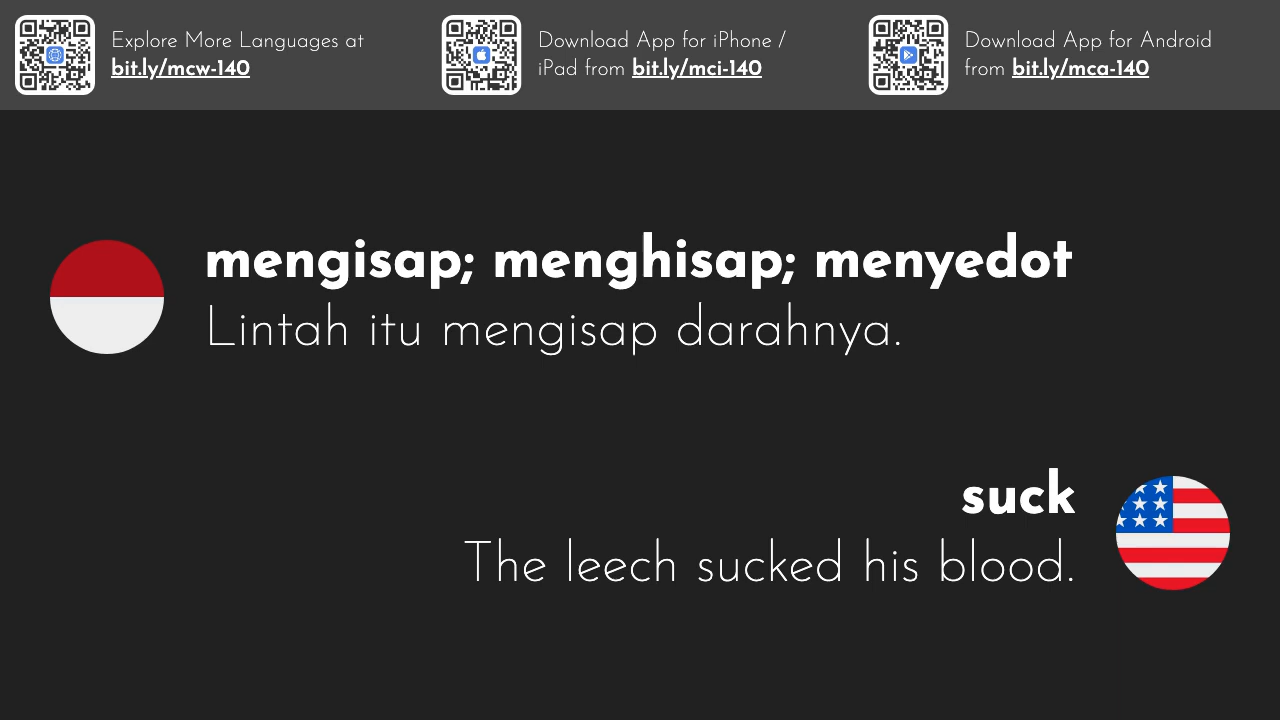 Explore More Languages at
bit.ly/mcw-140
Download App for iPhone /
iPad from bit.ly/mci-140
Download App for Android
from bit.ly/mca-140
mengisap; menghisap; menyedot
Lintah itu mengisap darahnya.
suck
The leech sucked his blood.